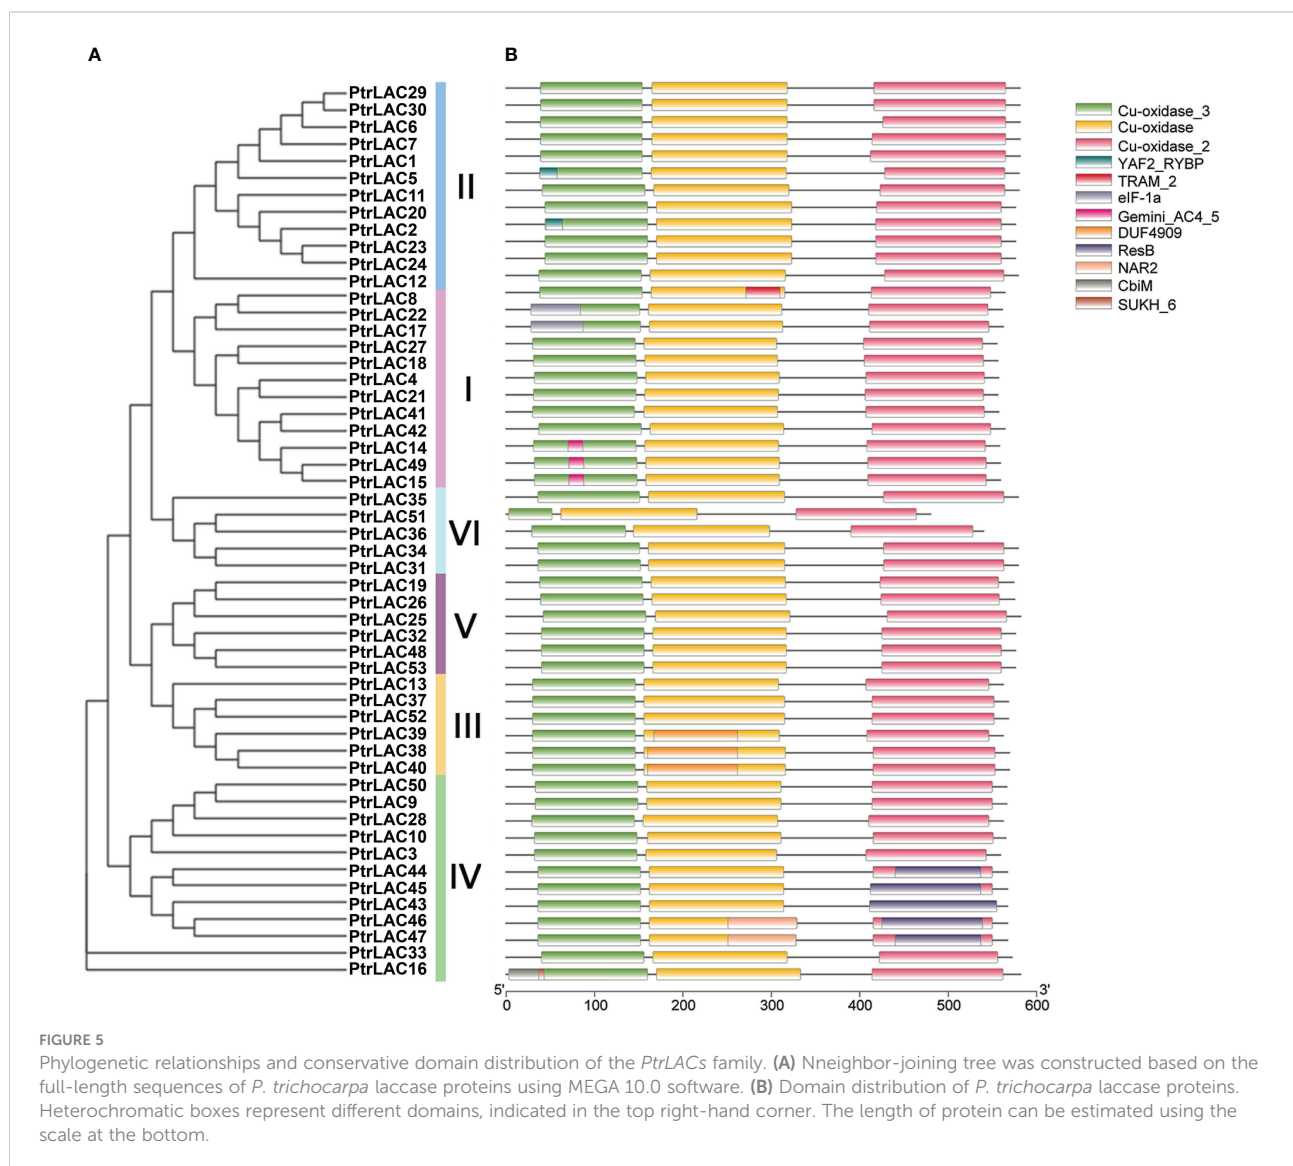 A
B
PtrLAC29
PtrLAC30
PtrLAC6
PtrLAC7
PtrLAC1
PtrLAC5
PtrLAC11
PtrLAC20
PtrLAC2
PtrLAC23
PtrLAC24
PtrLAC12
PtrLAC8
PtrLAC22
PtrLAC17
PtrLAC27
PtrLAC18
PtrLAC4
PtrLAC21
PtrLAC41
PtrLAC42
PtrLAC14
PtrLAC49
PtrLAC15
PtrLAC35
PtrLAC51
PtrLAC36
PtrLAC34
PtrLAC31
PtrLAC19
PtrLAC26
PtrLAC25
PtrLAC32
PtrLAC48
PtrLAC53
PtrLAC13
PtrLAC37
PtrLAC52
PtrLAC39
PtrLAC38
PtrLAC40
PtrLAC50
PtrLAC9
PtrLAC28
PtrLAC10
PtrLAC3
PtrLAC44
PtrLAC45
PtrLAC43
PtrLAC46
PtrLAC47
PtrLAC33
PtrLAC16
II
I
VI
V
III
IV
Cu-oxidase_3
Cu-oxidase
Cu-oxidase_2
YAF2_RYBP
TRAM_2
eIF-1a
Gemini_AC4_5
DUF4909
ResB
NAR2
CbiM
SUKH_6
5' 3'
0 100 200 300 400 500 600
FIGURE 5
Phylogenetic relationships and conservative domain distribution of the PtrLACs family. (A) Nneighbor-joining tree was constructed based on the
full-length sequences of P. trichocarpa laccase proteins using MEGA 10.0 software. (B) Domain distribution of P. trichocarpa laccase proteins.
Heterochromatic boxes represent different domains, indicated in the top right-hand corner. The length of protein can be estimated using the
scale at the bottom.